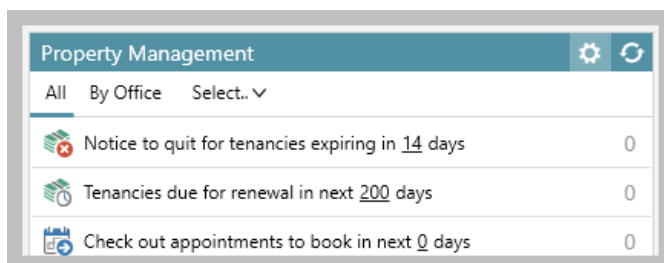 Property Management
All By Office Select..
Notice to quit for tenancies expiring in 14 days 0
Tenancies due for renewal in next 200 days 0
Check out appointments to book in next 0 days 0